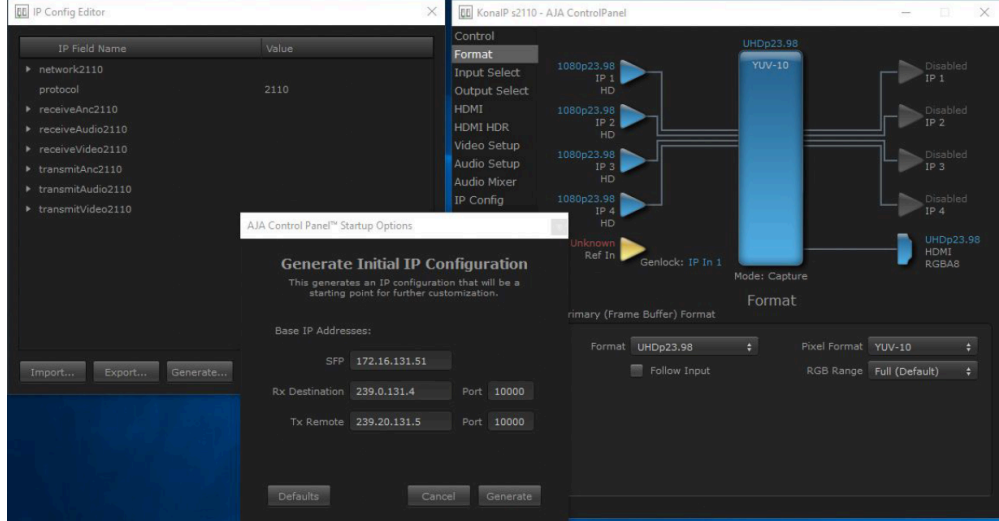 IP Config Editor
IP Field Name Value
network2110
protocol 2110
receiveAnc2110
receiveAudio2110
receiveVideo2110
transmitAnc2110
transmitAudio2110
transmitVideo2110
Import... Export... Generate...
KonaIP s2110 - AJA ControlPanel
Control
Format
Input Select
Output Select
HDMI
HDMI HDR
Video Setup
Audio Setup
Audio Mixer
IP Config
UHDp23.98
YUV-10
1080p23.98
IP 1
HD
1080p23.98
IP 2
HD
1080p23.98
IP 3
HD
1080p23.98
IP 4
HD
Unknown
Ref In
Genlock: IP In 1
Mode: Capture
Disabled
IP 1
Disabled
IP 2
Disabled
IP 3
Disabled
IP 4
UHDp23.98
HDMI
RGBA8
Format
rimary (Frame Buffer) Format
Format UHDp23.98 Pixel Format YUV-10
Follow Input RGB Range Full (Default)
AJA Control Panel™ Startup Options
Generate Initial IP Configuration
This generates an IP configuration that will be a
starting point for further customization.
Base IP Addresses:
SFP 172.16.131.51
Rx Destination 239.0.131.4 Port 10000
Tx Remote 239.20.131.5 Port 10000
Defaults Cancel Generate